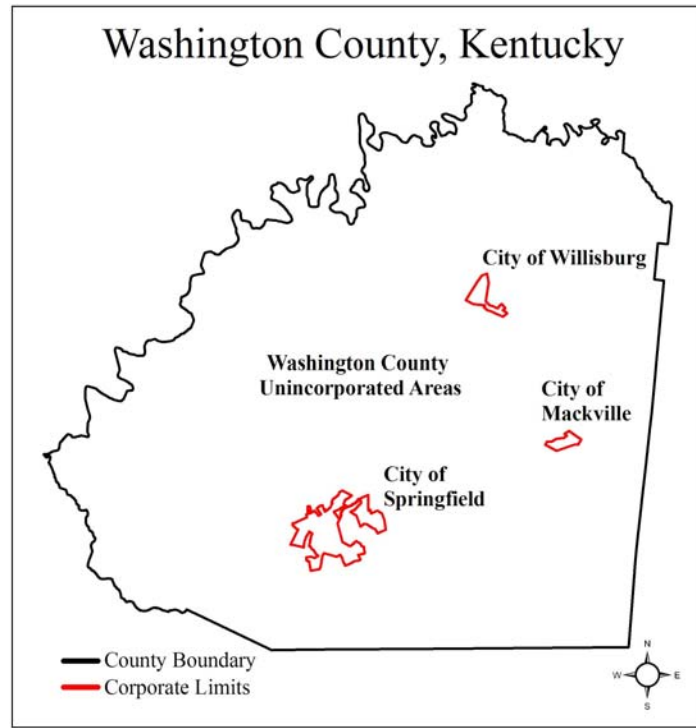 Washington County, Kentucky
City of Willisburg
Washington County
Unincorporated Areas
City of
Mackville
City of
Springfield
County Boundary
Corporate Limits
N
W
E
S